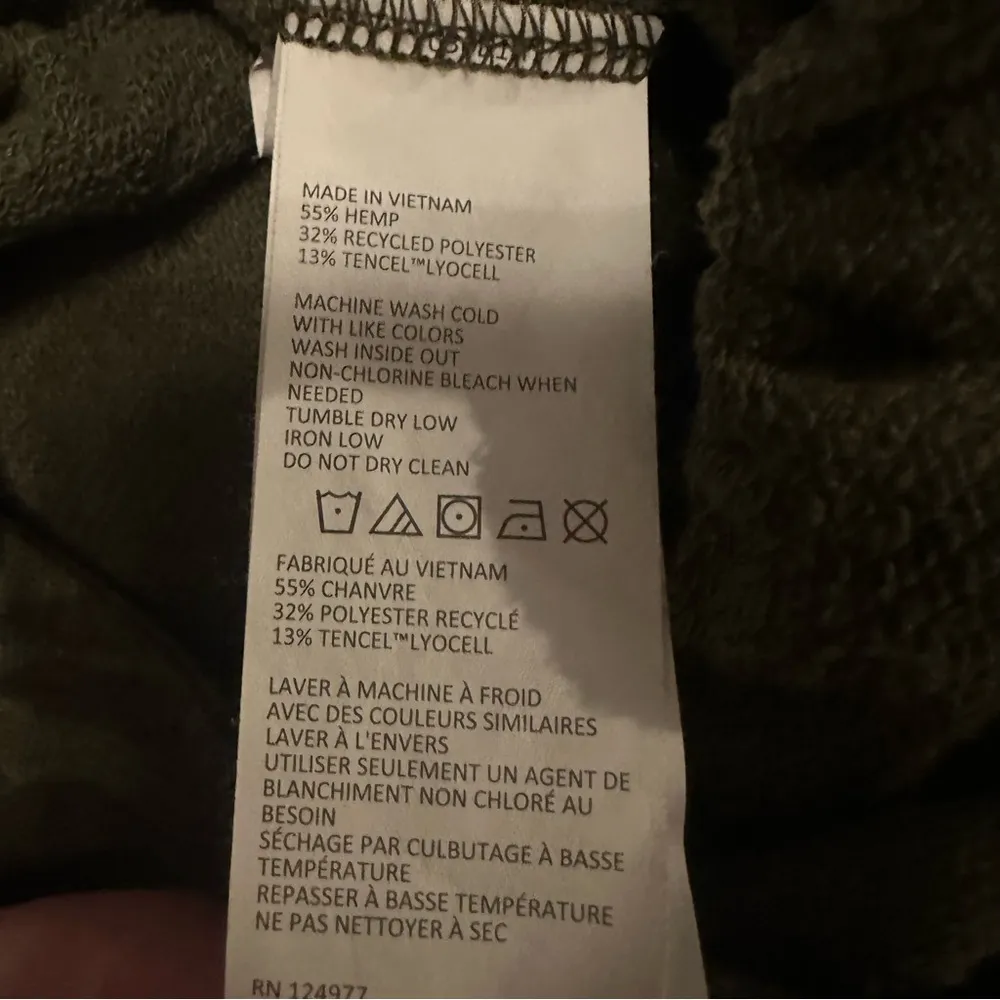 MADE IN VIETNAM
55% HEMP
32% RECYCLED POLYESTER
13% TENCEL™LYOCELL
MACHINE WASH COLD
WITH LIKE COLORS
WASH INSIDE OUT
NON-CHLORINE BLEACH WHEN
NEEDED
TUMBLE DRY LOW
IRON LOW
DO NOT DRY CLEAN
FABRIQUÉ AU VIETNAM
55% CHANVRE
32% POLYESTER RECYCLÉ
13% TENCEL™LYOCELL
LAVER À MACHINE À FROID
AVEC DES COULEURS SIMILAIRES
LAVER À L'ENVERS
UTILISER SEULEMENT UN AGENT DE
BLANCHIMENT NON CHLORÉ AU
BESOIN
SÉCHAGE PAR CULBUTAGE À BASSE
TEMPÉRATURE
REPASSER À BASSE TEMPÉRATURE
NE PAS NETTOYER À SEC
RN 124977